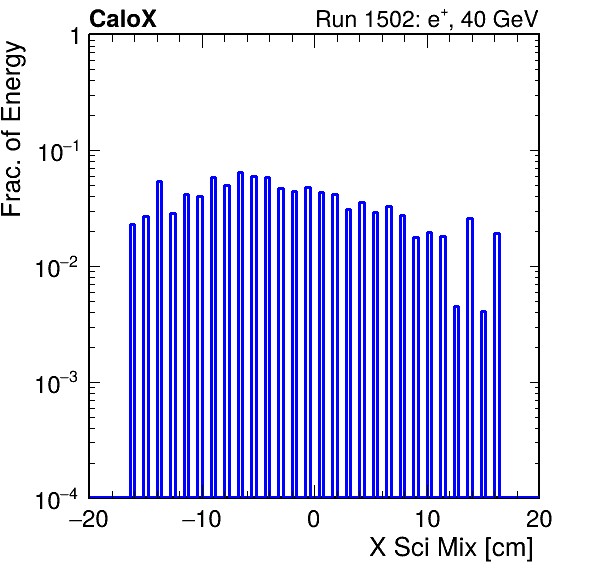 CaloX Run 1502: e⁺, 40 GeV
Frac. of Energy
1
10⁻¹
10⁻²
10⁻³
10⁻⁴
−20 −10 0 10 20
X Sci Mix [cm]